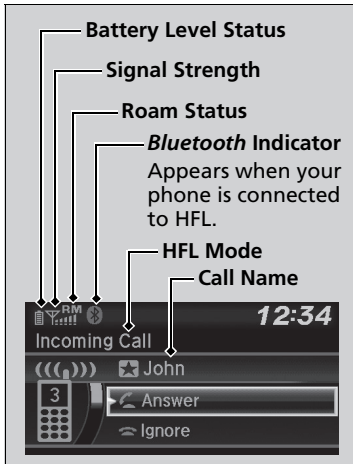 Battery Level Status
Signal Strength
Roam Status
Bluetooth Indicator
Appears when your
phone is connected
to HFL.
HFL Mode
Call Name
RM
12:34
Incoming Call
John
3
Answer
Ignore